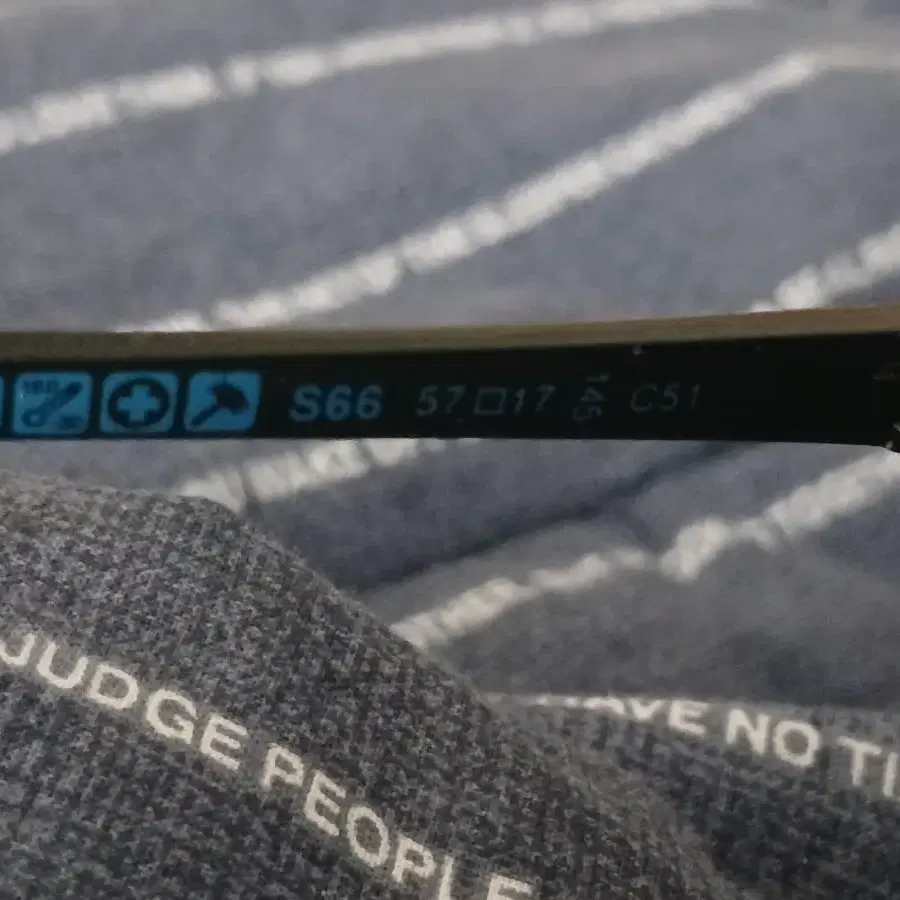 S66 57□17 145 C51
JUDGE PEOPLE
HAVE NO TI